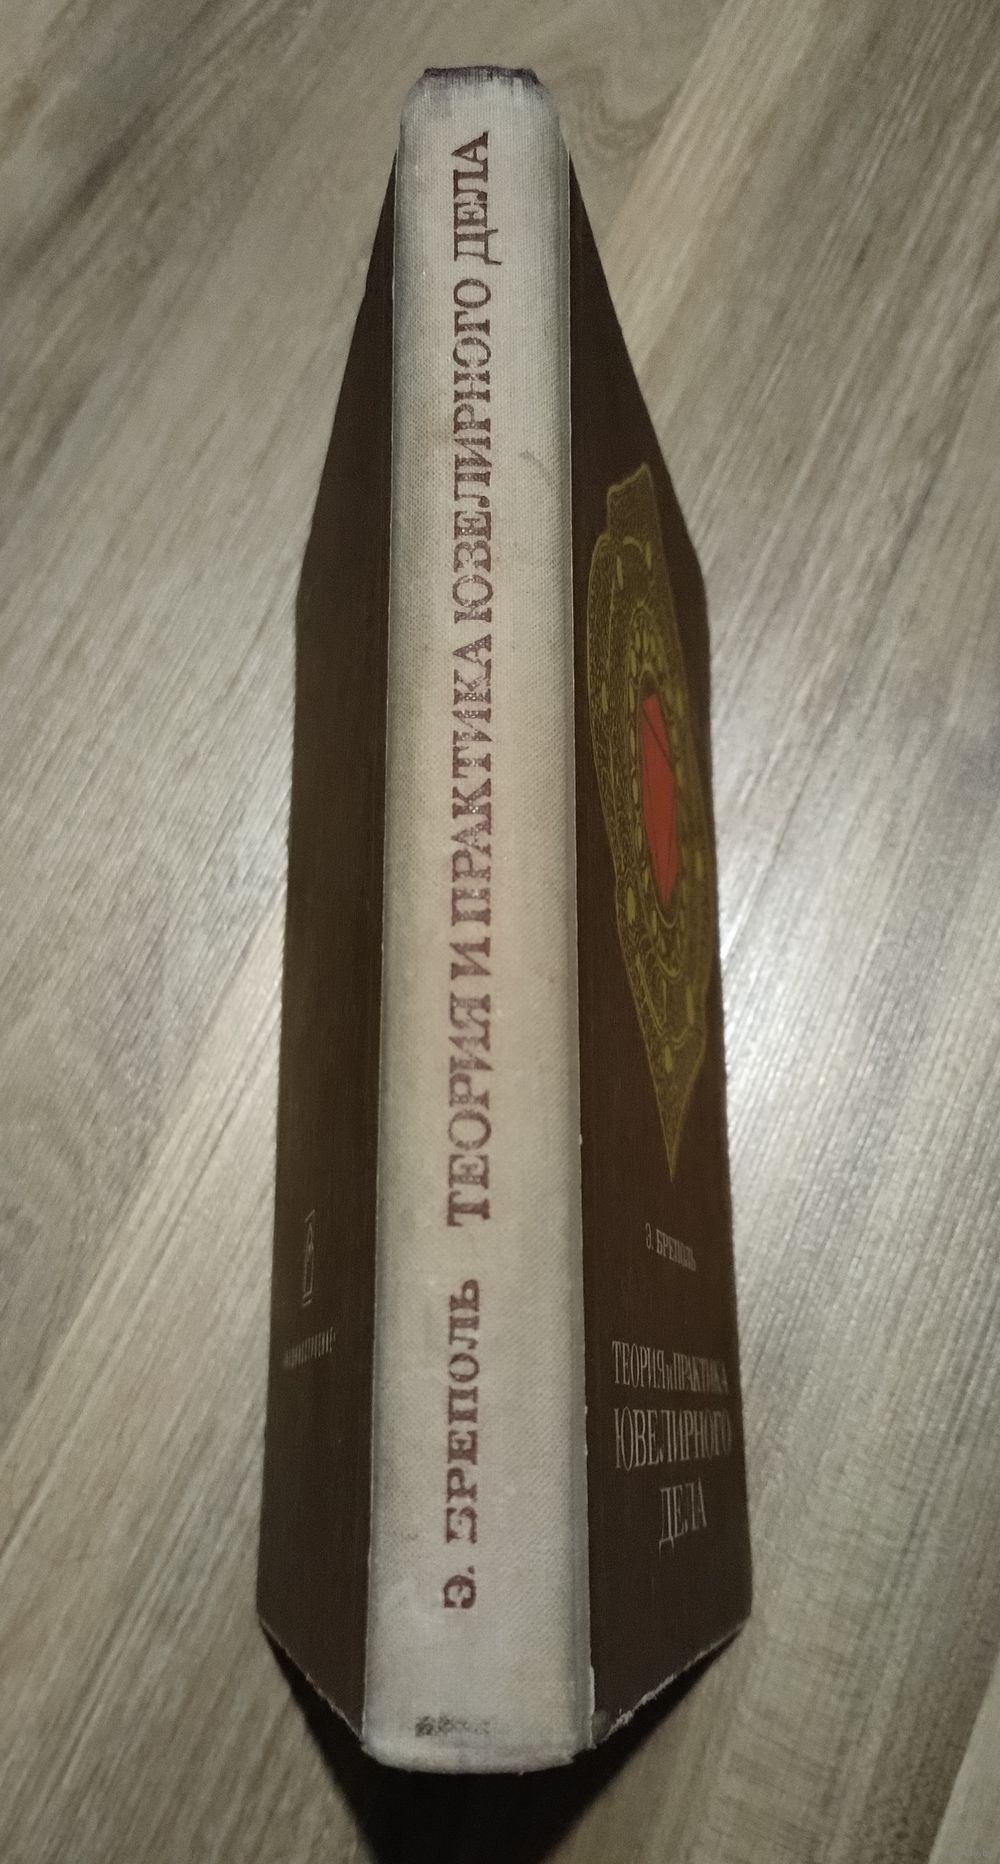 Э. БРЕПОЛЬ ТЕОРИЯ И ПРАКТИКА ЮВЕЛИРНОГО ДЕЛА
Э. БРЕПОЛЬ
ТЕОРИЯ и ПРАКТИКА
ЮВЕЛИРНОГО
ДЕЛА